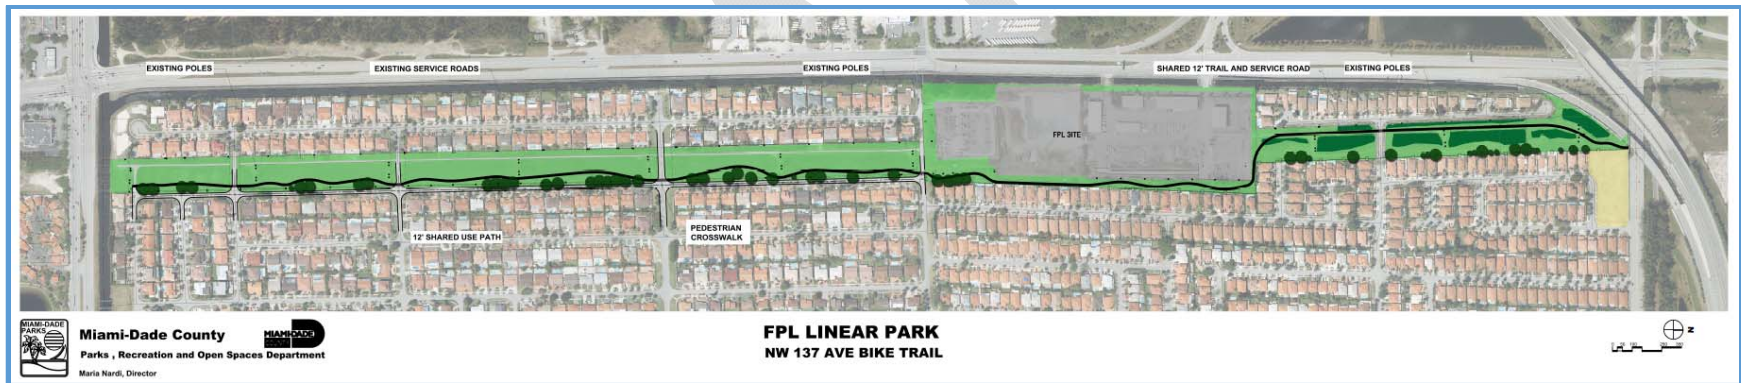 EXISTING POLES
EXISTING SERVICE ROADS
EXISTING POLES
SHARED 12' TRAIL AND SERVICE ROAD
EXISTING POLES
FPL SITE
12' SHARED USE PATH
PEDESTRIAN
CROSSWALK
MIAMI-DADE
PARKS
Miami-Dade County
MIAMI-DADE
Parks , Recreation and Open Spaces Department
Maria Nardi, Director
FPL LINEAR PARK
NW 137 AVE BIKE TRAIL
N